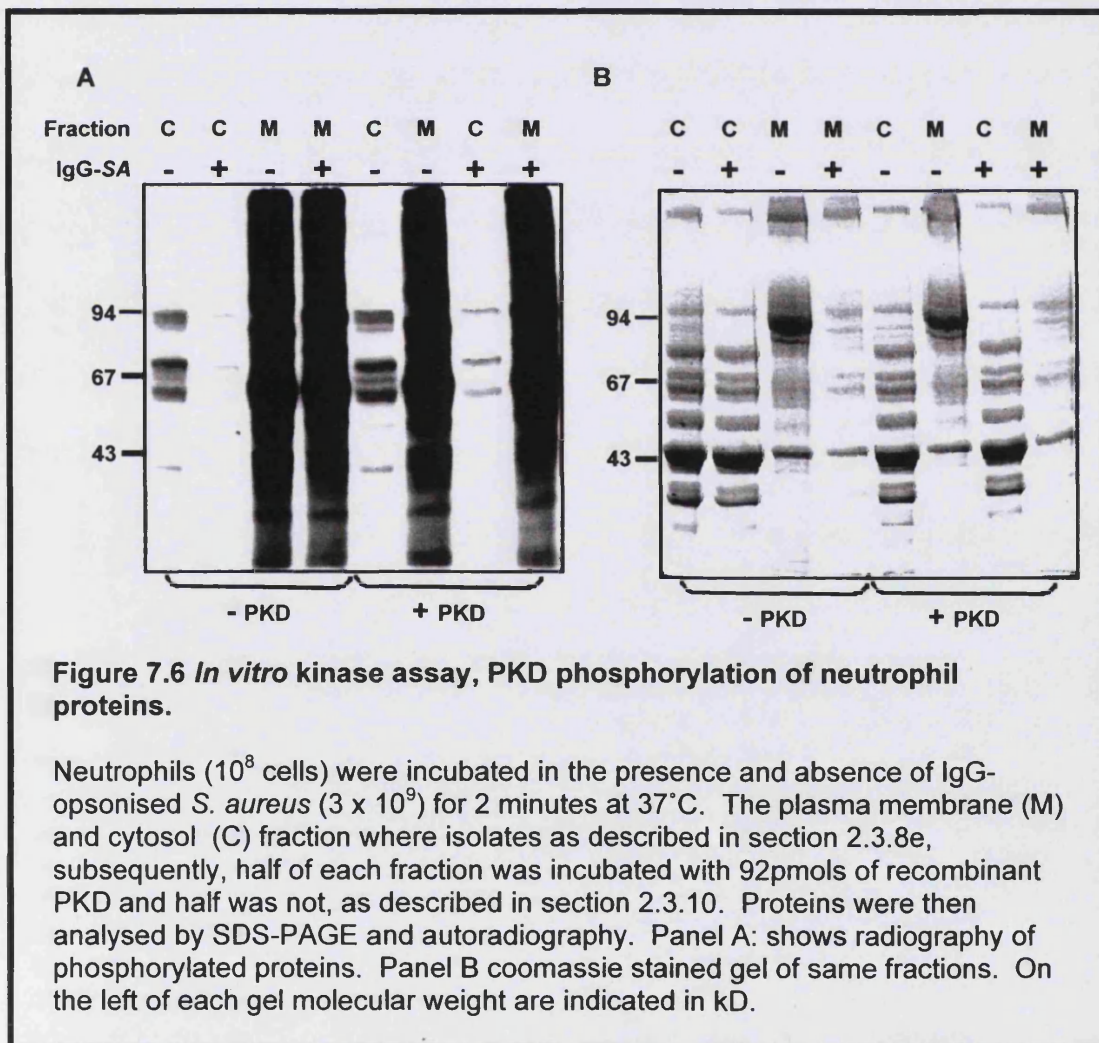 A B
Fraction C C M M C M C M C C M M C M C M
IgG-SA - + - + - - + + - + - + - - + +
94 94
67 67
43 43
- PKD + PKD - PKD + PKD
Figure 7.6 In vitro kinase assay, PKD phosphorylation of neutrophil
proteins.
Neutrophils (10⁸ cells) were incubated in the presence and absence of IgG-
opsonised S. aureus (3 x 10⁹) for 2 minutes at 37°C. The plasma membrane (M)
and cytosol (C) fraction where isolates as described in section 2.3.8e,
subsequently, half of each fraction was incubated with 92pmols of recombinant
PKD and half was not, as described in section 2.3.10. Proteins were then
analysed by SDS-PAGE and autoradiography. Panel A: shows radiography of
phosphorylated proteins. Panel B coomassie stained gel of same fractions. On
the left of each gel molecular weight are indicated in kD.